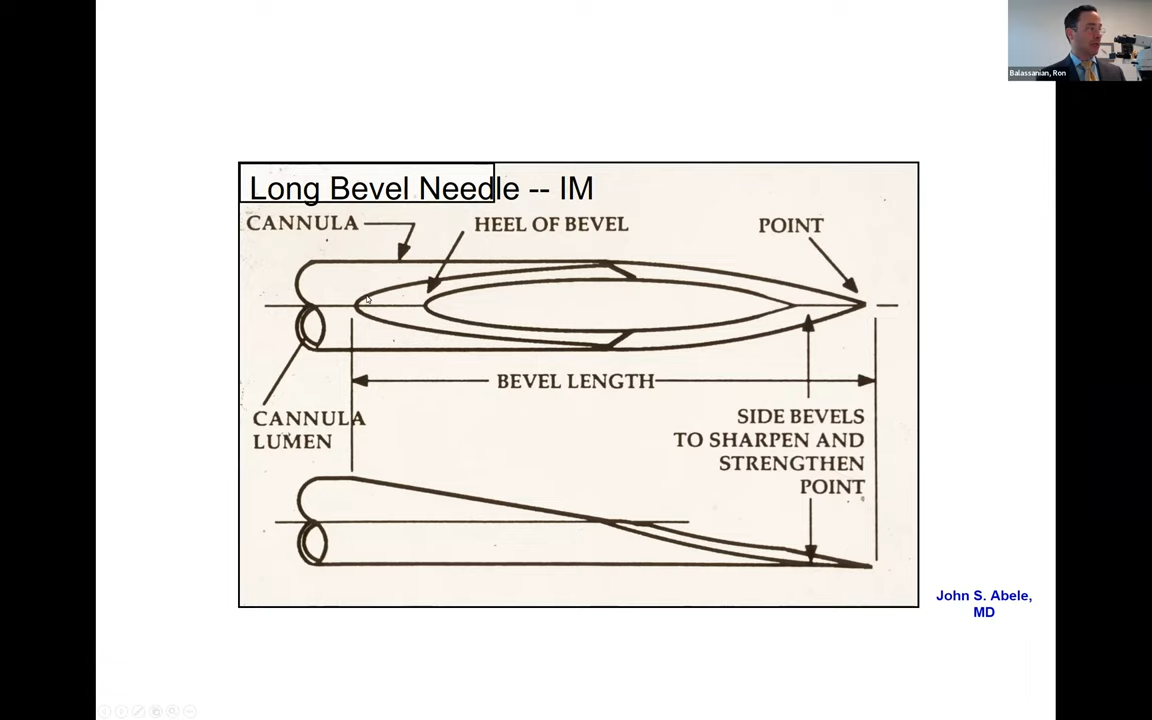 Balassanian, Ron
Long Bevel Needle -- IM
CANNULA
HEEL OF BEVEL
POINT
BEVEL LENGTH
CANNULA
LUMEN
SIDE BEVELS
TO SHARPEN AND
STRENGTHEN
POINT
John S. Abele,
MD